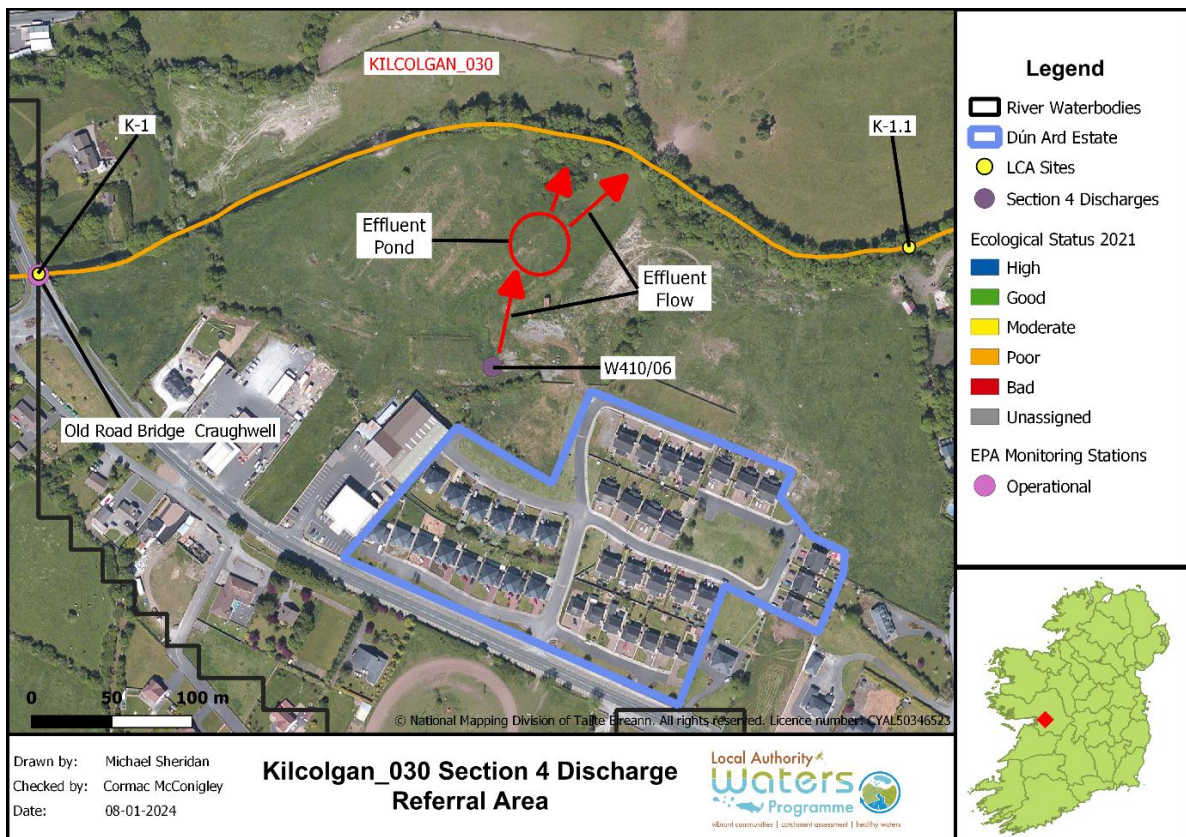 KILCOLGAN_030
K-1
K-1.1
Effluent
Pond
Effluent
Flow
W410/06
Old Road Bridge Craughwell
0 50 100 m
© National Mapping Division of Tailte Éireann. All rights reserved. Licence number: CYAL50346523
Legend
River Waterbodies
Dún Ard Estate
LCA Sites
Section 4 Discharges
Ecological Status 2021
High
Good
Moderate
Poor
Bad
Unassigned
EPA Monitoring Stations
Operational
Drawn by: Michael Sheridan
Checked by: Cormac McConigley
Date: 08-01-2024
Kilcolgan_030 Section 4 Discharge
Referral Area
Local Authority
Waters
Programme
vibrant communities | catchment assessment | healthy waters